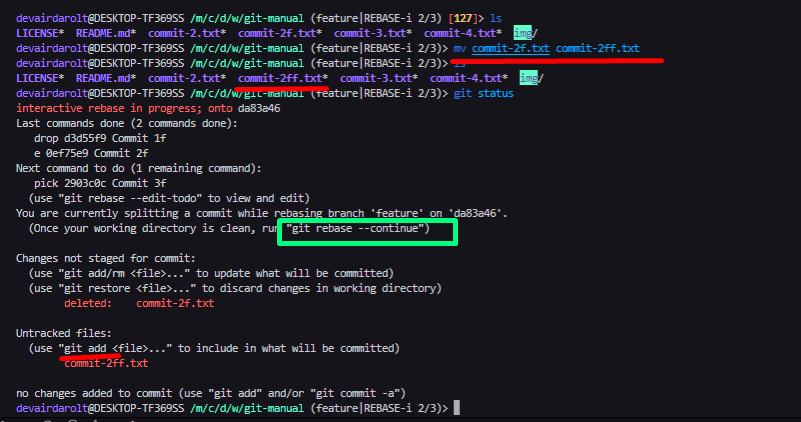 devairdarolt@DESKTOP-TF369SS /m/c/d/w/git-manual (feature|REBASE-i 2/3) [127]> ls
LICENSE*  README.md*  commit-2.txt*  commit-2f.txt*  commit-3.txt*  commit-4.txt*  img/
devairdarolt@DESKTOP-TF369SS /m/c/d/w/git-manual (feature|REBASE-i 2/3)> mv commit-2f.txt commit-2ff.txt
devairdarolt@DESKTOP-TF369SS /m/c/d/w/git-manual (feature|REBASE-i 2/3)> ls
LICENSE*  README.md*  commit-2.txt*  commit-2ff.txt*  commit-3.txt*  commit-4.txt*  img/
devairdarolt@DESKTOP-TF369SS /m/c/d/w/git-manual (feature|REBASE-i 2/3)> git status
interactive rebase in progress; onto da83a46
Last commands done (2 commands done):
   drop d3d55f9 Commit 1f
   e 0ef75e9 Commit 2f
Next command to do (1 remaining command):
   pick 2903c0c Commit 3f
  (use "git rebase --edit-todo" to view and edit)
You are currently splitting a commit while rebasing branch 'feature' on 'da83a46'.
  (Once your working directory is clean, run "git rebase --continue")

Changes not staged for commit:
  (use "git add/rm <file>..." to update what will be committed)
  (use "git restore <file>..." to discard changes in working directory)
        deleted:    commit-2f.txt

Untracked files:
  (use "git add <file>..." to include in what will be committed)
        commit-2ff.txt

no changes added to commit (use "git add" and/or "git commit -a")
devairdarolt@DESKTOP-TF369SS /m/c/d/w/git-manual (feature|REBASE-i 2/3)>